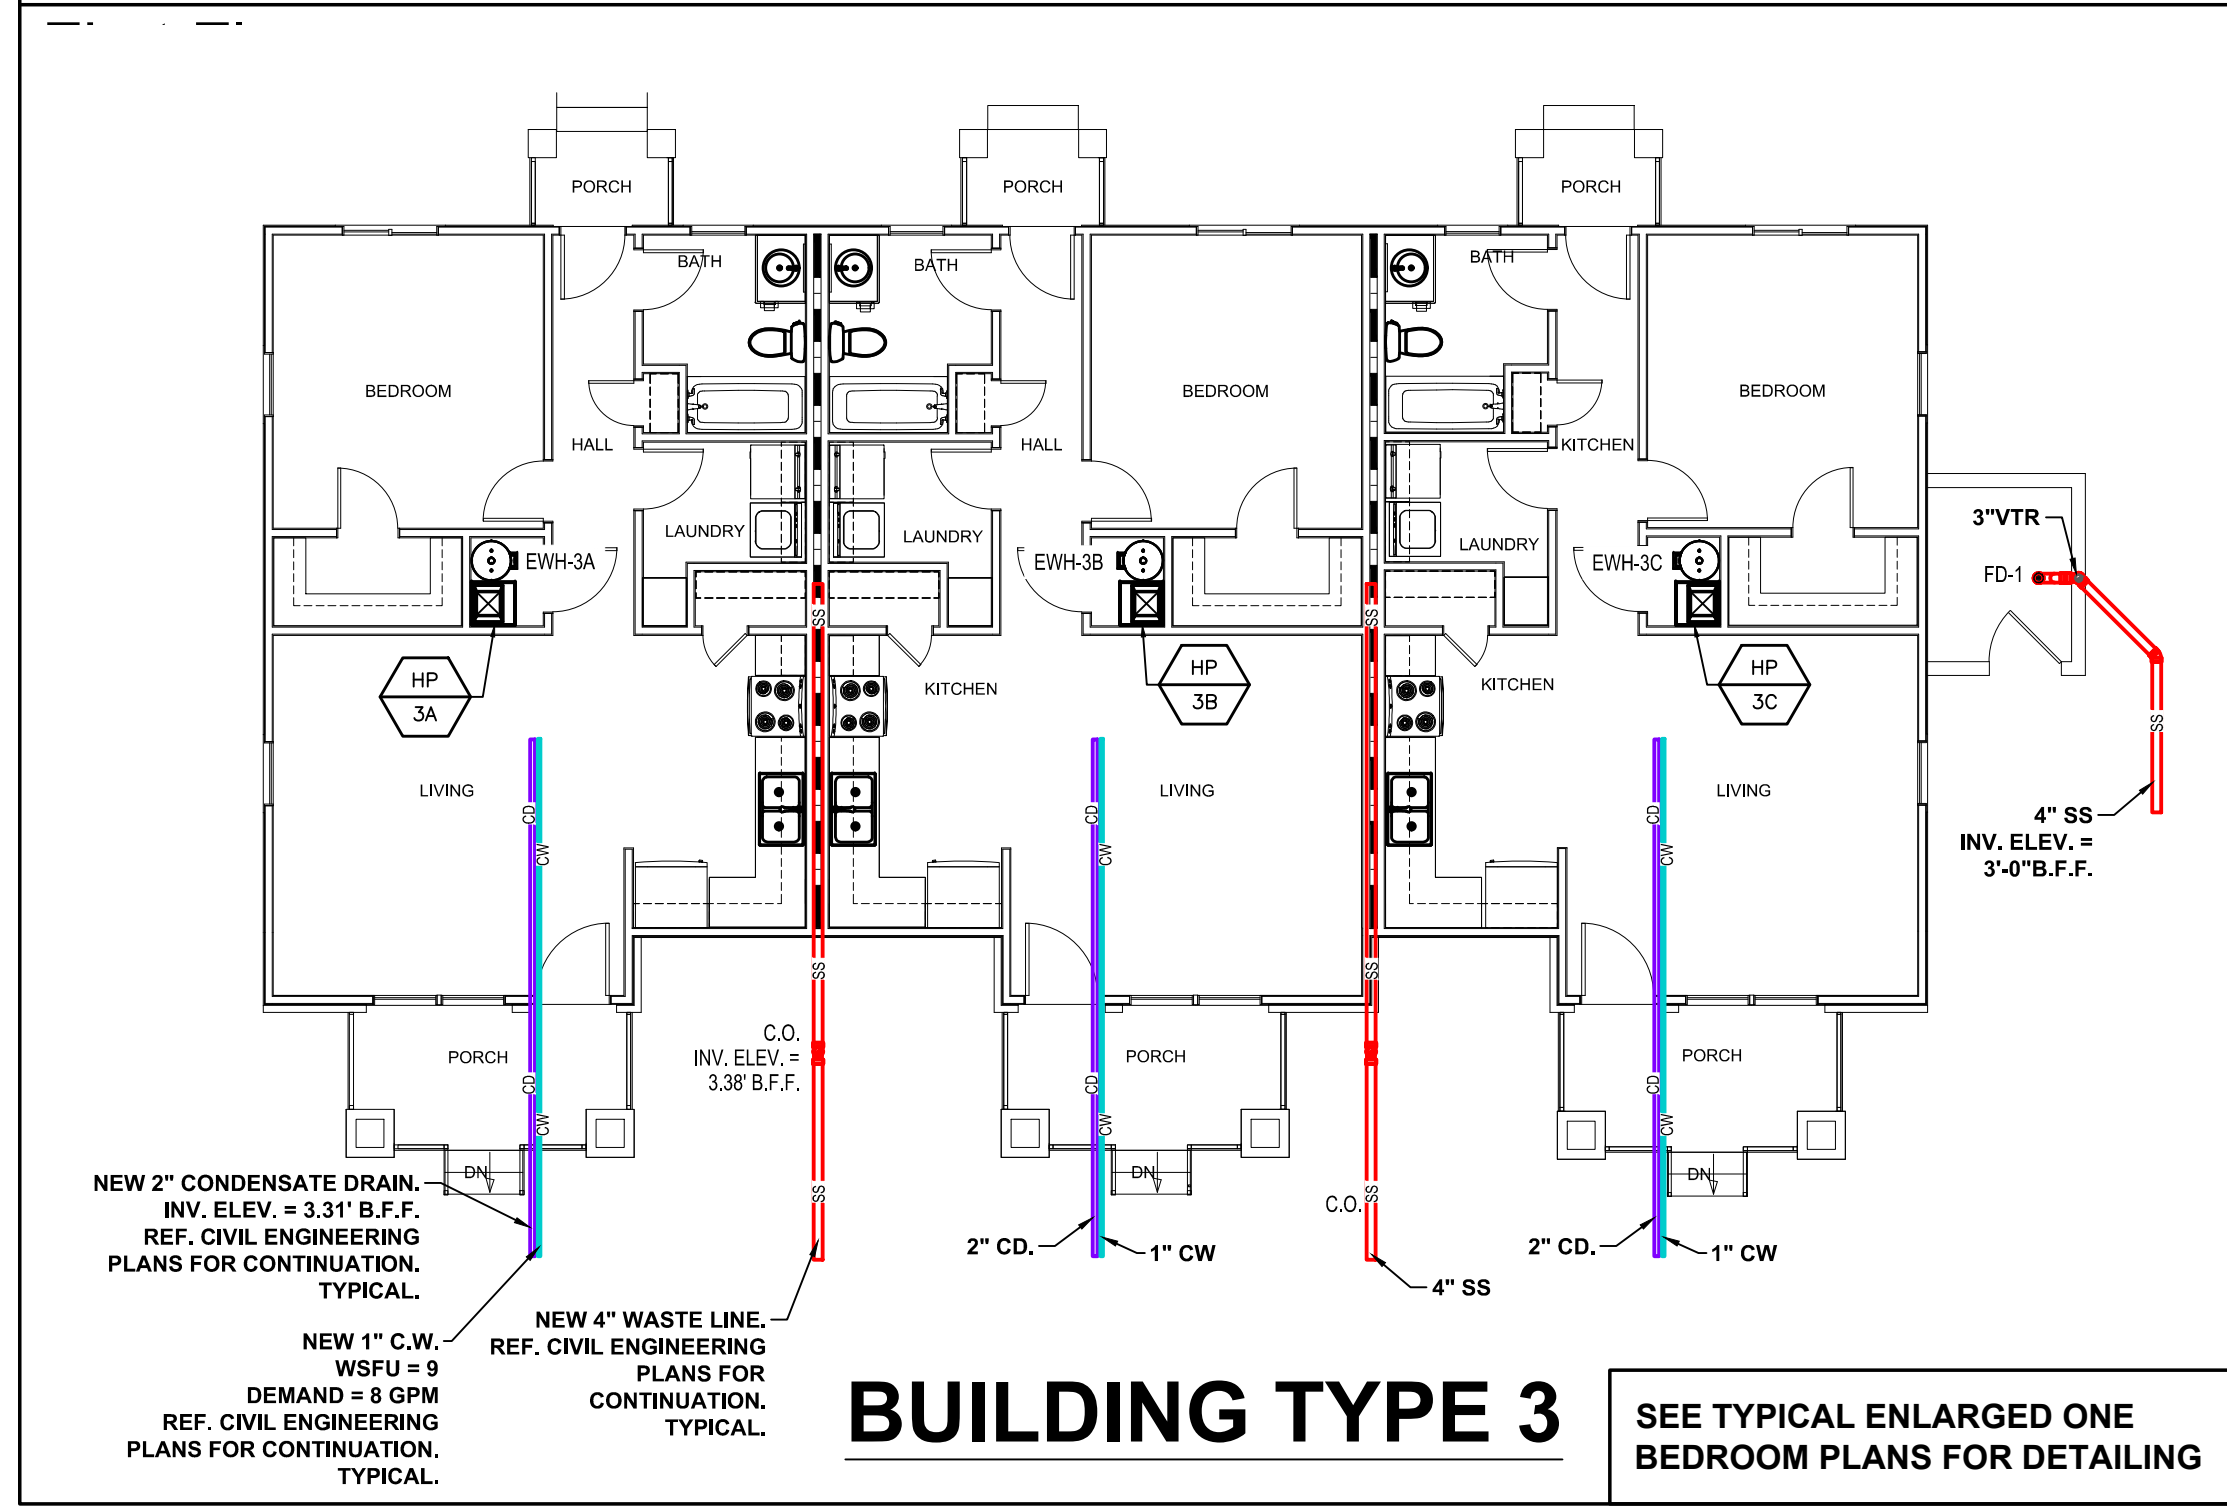 PORCH
PORCH
PORCH
BATH
BATH
BATH
BEDROOM
BEDROOM
BEDROOM
HALL
HALL
KITCHEN
LAUNDRY
LAUNDRY
LAUNDRY
3"VTR
FD-1
EWH-3A
EWH-3B
EWH-3C
SS
SS
HP
3A
KITCHEN
HP
3B
KITCHEN
HP
3C
SS
LIVING
LIVING
LIVING
CD
CW
CD
CW
CD
CW
4" SS
INV. ELEV. =
3'-0"B.F.F.
SS
SS
C.O.
INV. ELEV. =
3.38' B.F.F.
PORCH
PORCH
PORCH
CD
CW
CD
CW
CD
CW
DN
DN
DN
SS
C.O.
SS
NEW 2" CONDENSATE DRAIN.
INV. ELEV. = 3.31' B.F.F.
REF. CIVIL ENGINEERING
PLANS FOR CONTINUATION.
TYPICAL.
2" CD.
1" CW
2" CD.
1" CW
4" SS
NEW 1" C.W.
WSFU = 9
DEMAND = 8 GPM
REF. CIVIL ENGINEERING
PLANS FOR CONTINUATION.
TYPICAL.
NEW 4" WASTE LINE.
REF. CIVIL ENGINEERING
PLANS FOR
CONTINUATION.
TYPICAL.
BUILDING TYPE 3
SEE TYPICAL ENLARGED ONE
BEDROOM PLANS FOR DETAILING